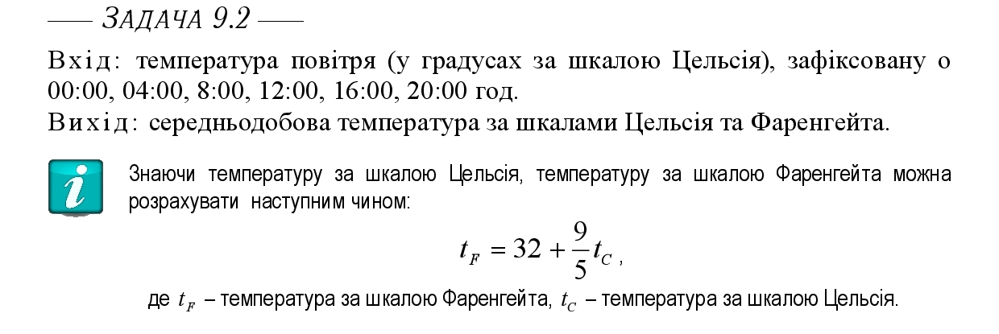 —— ЗАДАЧА 9.2 ——
Вхід: температура повітря (у градусах за шкалою Цельсія), зафіксовану о
00:00, 04:00, 8:00, 12:00, 16:00, 20:00 год.
Вихід: середньодобова температура за шкалами Цельсія та Фаренгейта.
i
Знаючи температуру за шкалою Цельсія, температуру за шкалою Фаренгейта можна
розрахувати наступним чином:
t_F = 32 + 9/5 t_C ,
де t_F – температура за шкалою Фаренгейта, t_C – температура за шкалою Цельсія.